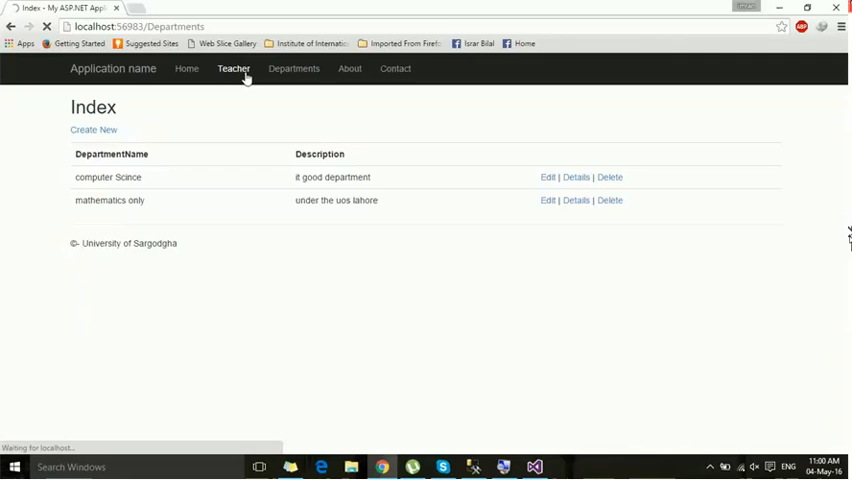 Index - My ASP.NET Appl
localhost:56983/Departments
Apps Getting Started Suggested Sites Web Slice Gallery Institute of Internatio Imported From Firefo Israr Bilal Home
Application name Home Teacher Departments About Contact
Index
Create New
DepartmentName Description
computer Scince it good department Edit | Details | Delete
mathematics only under the uos lahore Edit | Details | Delete
©- University of Sargodgha
Waiting for localhost...
Search Windows
ENG
11:00 AM
04-May-16